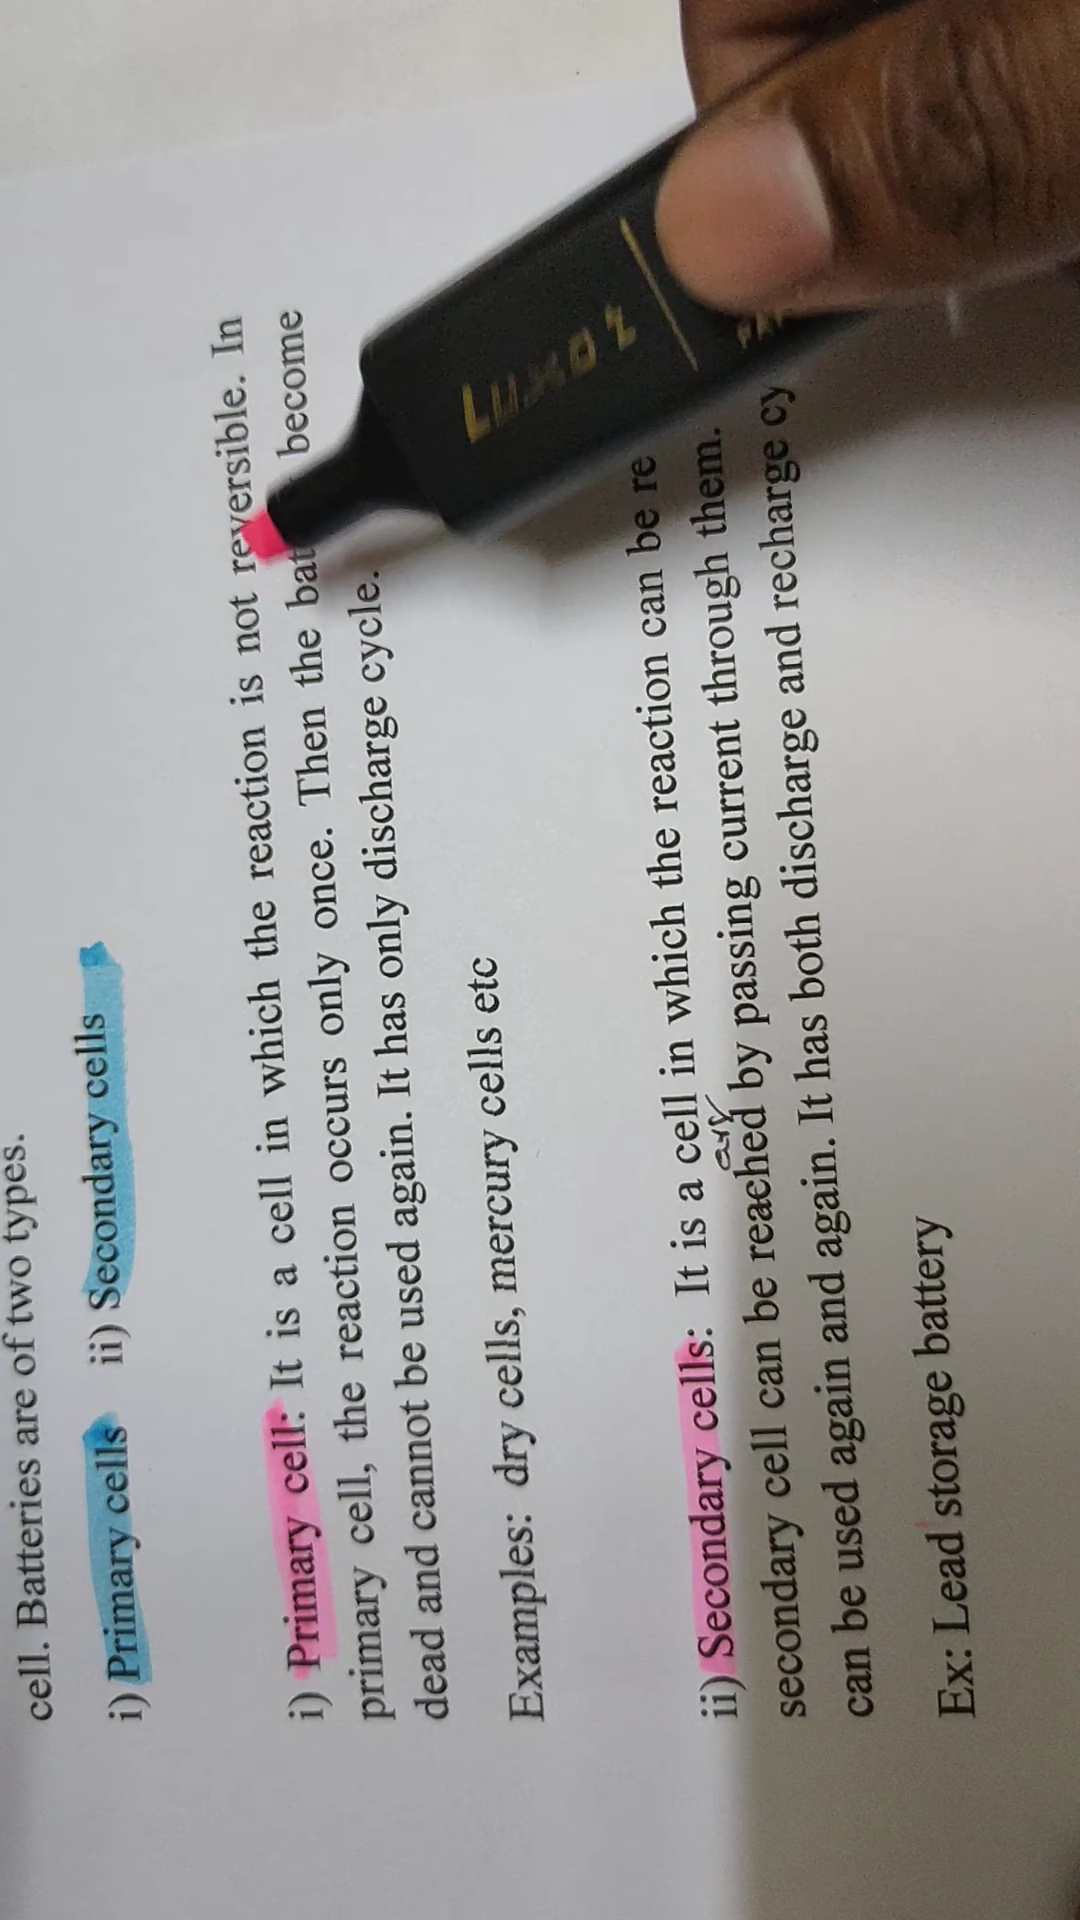 cell. Batteries are of two types.
i) Primary cells ii) Secondary cells
i) Primary cell: It is a cell in which the reaction is not reversible. In
primary cell, the reaction occurs only once. Then the become
dead and cannot be used again. It has only discharge cycle.
Examples: dry cells, mercury cells etc
ii) Secondary cells: It is a cell in which the reaction can be re
secondary cell can be reached by passing current through them.
can be used again and again. It has both discharge and recharge cy
Ex: Lead storage battery
Luxor